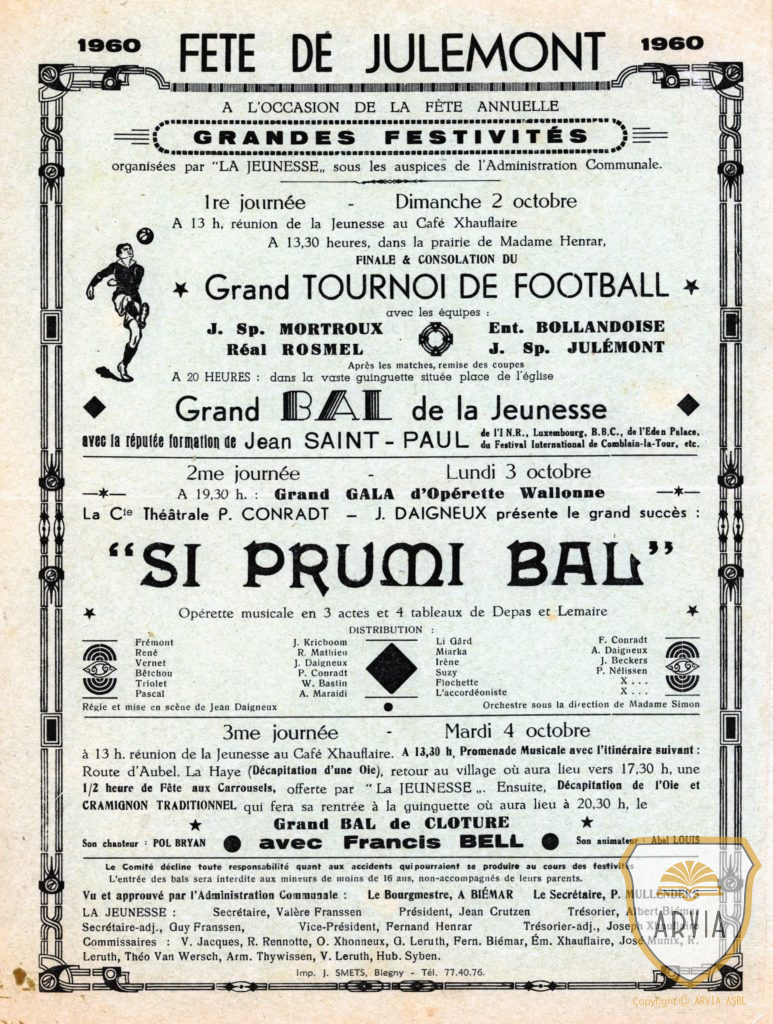 1960 FETE DE JULEMONT 1960
A L'OCCASION DE LA FÊTE ANNUELLE
GRANDES FESTIVITÉS
organisées par "LA JEUNESSE„ sous les auspices de l'Administration Communale.
1re journée - Dimanche 2 octobre
A 13 h, réunion de la Jeunesse au Café Xhauflaire
A 13,30 heures, dans la prairie de Madame Henrar,
FINALE & CONSOLATION DU
Grand TOURNOI DE FOOTBALL
avec les équipes :
J. Sp. MORTROUX Ent. BOLLANDOISE
Réal ROSMEL J. Sp. JULÉMONT
Après les matches, remise des coupes
A 20 HEURES : dans la vaste guinguette située place de l'église
Grand BAL de la Jeunesse
avec la réputée formation de Jean SAINT-PAUL de l'I N.R., Luxembourg, B.B.C., de l'Eden Palace,
du Festival International de Comblain-la-Tour, etc.
2me journée - Lundi 3 octobre
A 19,30 h. : Grand GALA d'Opérette Wallonne
La Cie Théâtrale P. CONRADT – J. DAIGNEUX présente le grand succès :
"SI PRUMI BAL"
Opérette musicale en 3 actes et 4 tableaux de Depas et Lemaire
DISTRIBUTION :
Frémont J. Kricboom Li Gârd F. Conradt
René R. Mathieu Miarka A. Daigneux
Vernet J. Daigneux Irène J. Beckers
Bêtchou P. Conradt Suzy P. Nélissen
Triolet W. Bastin Flochette X . . .
Pascal A. Maraidi L'accordéoniste X . . .
Régie et mise en scène de Jean Daigneux Orchestre sous la direction de Madame Simon
3me journée - Mardi 4 octobre
à 13 h. réunion de la Jeunesse au Café Xhauflaire. A 13,30 h, Promenade Musicale avec l'itinéraire suivant :
Route d'Aubel, La Haye (Décapitation d'une Oie), retour au village où aura lieu vers 17,30 h, une
1/2 heure de Fête aux Carrousels, offerte par "La JEUNESSE„. Ensuite, Décapitation de l'Oie et
CRAMIGNON TRADITIONNEL qui fera sa rentrée à la guinguette où aura lieu à 20,30 h, le
Grand BAL de CLOTURE
Son chanteur : POL BRYAN avec Francis BELL Son animateur : Abel LOUIS
Le Comité décline toute responsabilité quant aux accidents qui pourraient se produire au cours des festivités
L'entrée des bals sera interdite aux mineurs de moins de 16 ans, non-accompagnés de leurs parents.
Vu et approuvé par l'Administration Communale : Le Bourgmestre, A BIÉMAR Le Secrétaire, P. MULLENDERS
LA JEUNESSE : Secrétaire, Valère Franssen Président, Jean Crutzen Trésorier, Albert Biémar
Secrétaire-adj., Guy Franssen, Vice-Président, Fernand Henrar Trésorier-adj., Joseph Xhauflaire
Commissaires : V. Jacques, R. Rennotte, O. Xhonneux, G. Leruth, Fern. Biémar, Ém. Xhauflaire, José Munix, R.
Leruth, Théo Van Wersch, Arm. Thywissen, V. Leruth, Hub. Syben.
Imp. J. SMETS, Blegny - Tél. 77.40.76.
ARVIA
Copyright © ARVIA ASBL